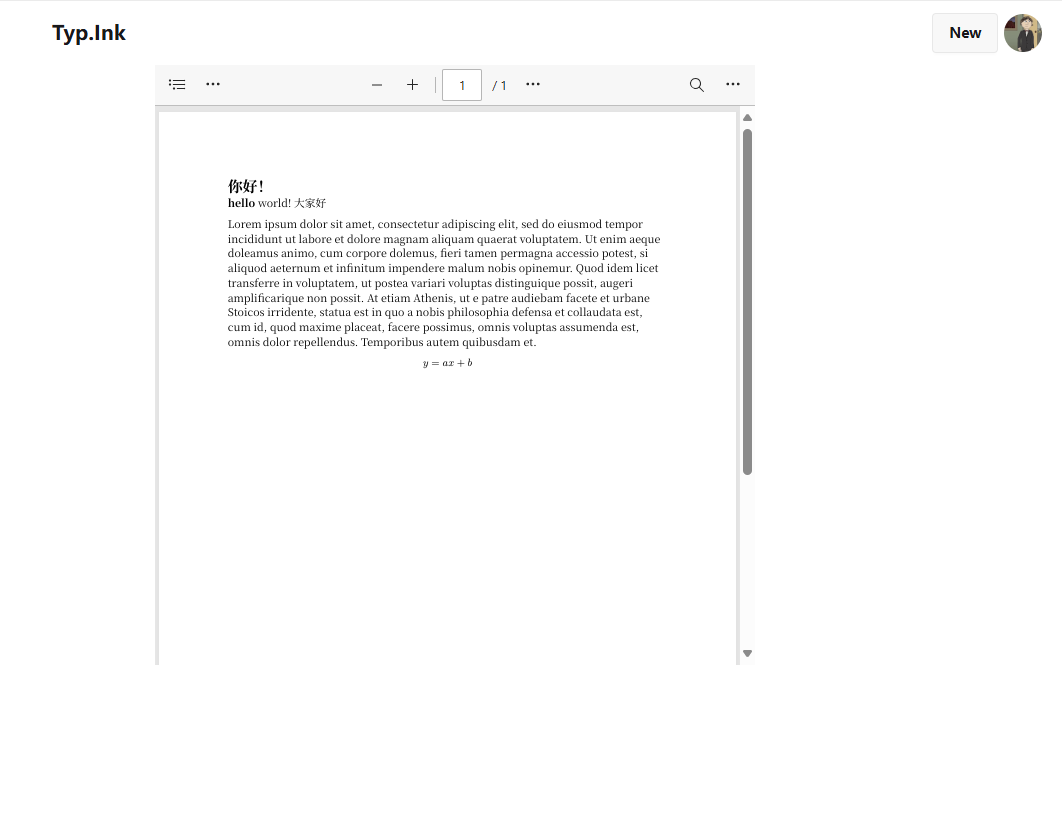 Typ.Ink
New
1 / 1
你好！
hello world! 大家好
Lorem ipsum dolor sit amet, consectetur adipiscing elit, sed do eiusmod tempor
incididunt ut labore et dolore magnam aliquam quaerat voluptatem. Ut enim aeque
doleamus animo, cum corpore dolemus, fieri tamen permagna accessio potest, si
aliquod aeternum et infinitum impendere malum nobis opinemur. Quod idem licet
transferre in voluptatem, ut postea variari voluptas distinguique possit, augeri
amplificarique non possit. At etiam Athenis, ut e patre audiebam facete et urbane
Stoicos irridente, statua est in quo a nobis philosophia defensa et collaudata est,
cum id, quod maxime placeat, facere possimus, omnis voluptas assumenda est,
omnis dolor repellendus. Temporibus autem quibusdam et.
y = ax + b